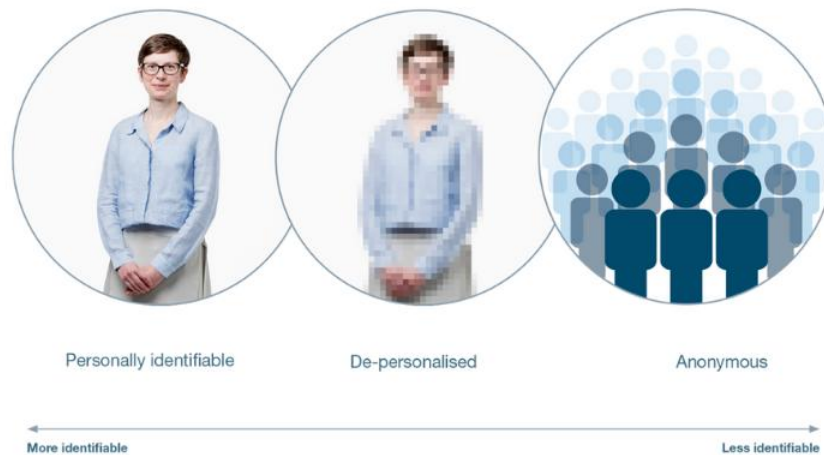 Personally identifiable
De-personalised
Anonymous
More identifiable
Less identifiable